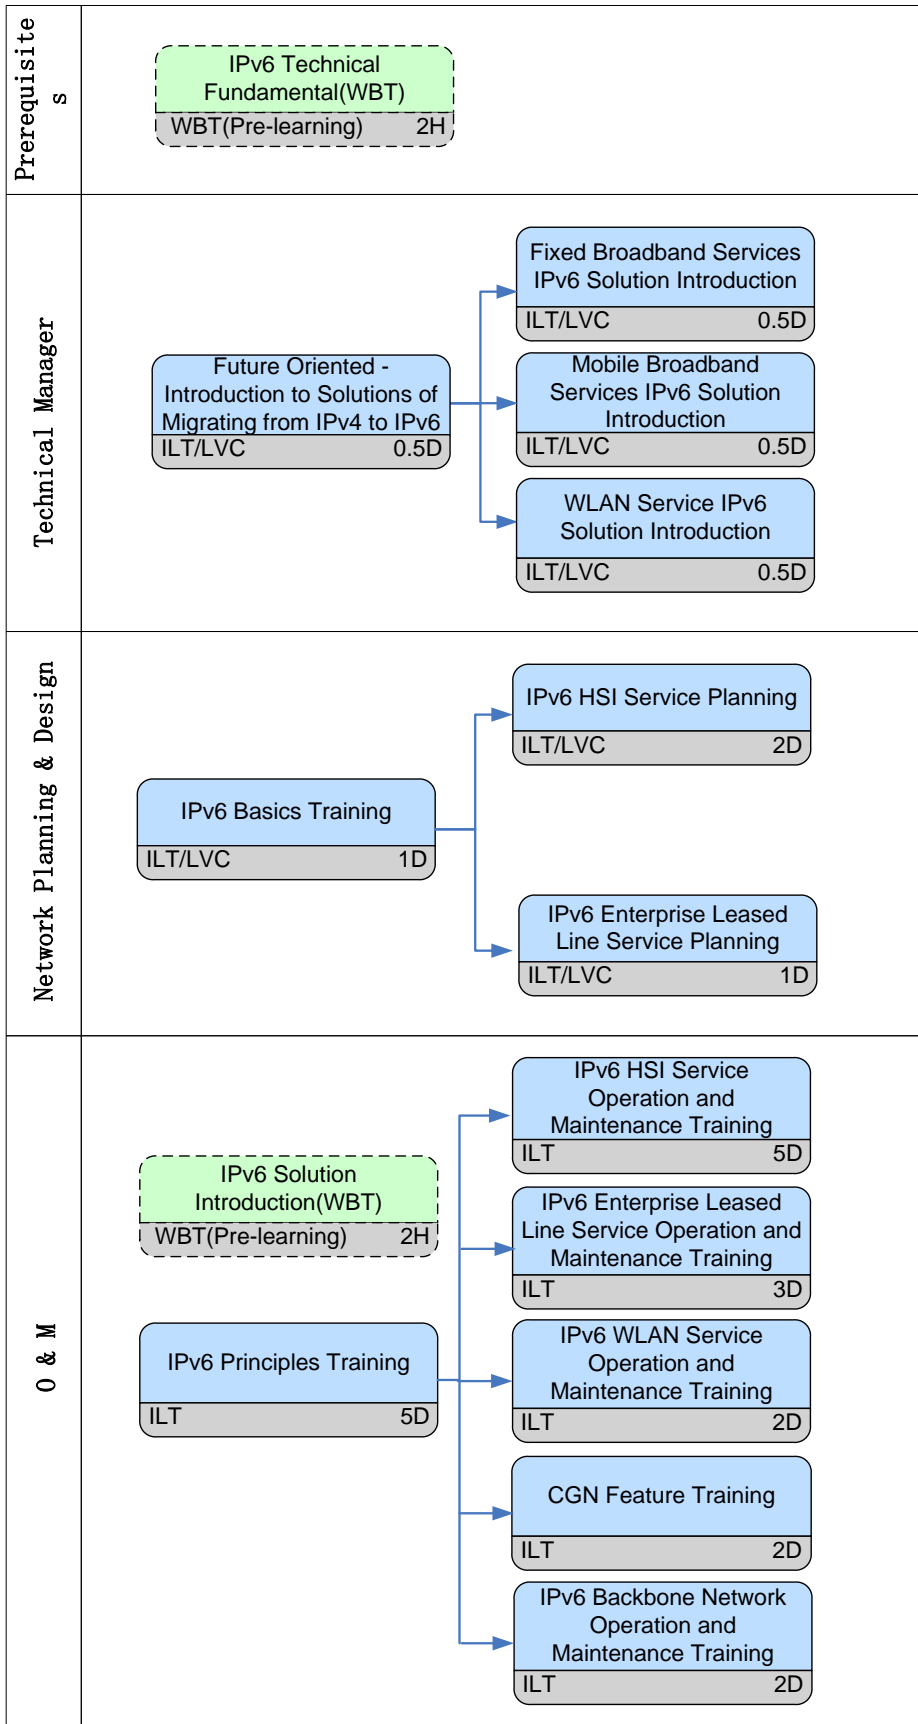 Prerequisite
s
IPv6 Technical
Fundamental(WBT)
WBT(Pre-learning) 2H
Technical Manager
Future Oriented -
Introduction to Solutions of
Migrating from IPv4 to IPv6
ILT/LVC 0.5D
Fixed Broadband Services
IPv6 Solution Introduction
ILT/LVC 0.5D
Mobile Broadband
Services IPv6 Solution
Introduction
ILT/LVC 0.5D
WLAN Service IPv6
Solution Introduction
ILT/LVC 0.5D
Network Planning & Design
IPv6 Basics Training
ILT/LVC 1D
IPv6 HSI Service Planning
ILT/LVC 2D
IPv6 Enterprise Leased
Line Service Planning
ILT/LVC 1D
O & M
IPv6 Solution
Introduction(WBT)
WBT(Pre-learning) 2H
IPv6 Principles Training
ILT 5D
IPv6 HSI Service
Operation and
Maintenance Training
ILT 5D
IPv6 Enterprise Leased
Line Service Operation and
Maintenance Training
ILT 3D
IPv6 WLAN Service
Operation and
Maintenance Training
ILT 2D
CGN Feature Training
ILT 2D
IPv6 Backbone Network
Operation and
Maintenance Training
ILT 2D